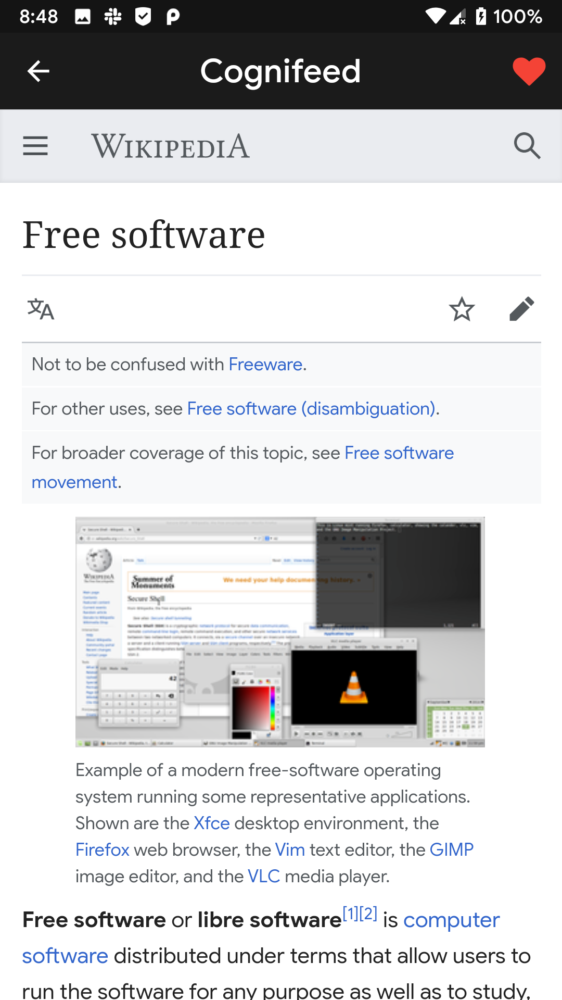 8:48
100%
Cognifeed
WIKIPEDIA
Free software
Not to be confused with Freeware.
For other uses, see Free software (disambiguation).
For broader coverage of this topic, see Free software
movement.
Summer of
Monuments
We need your help documenting history. »
Secure Shell
42
Example of a modern free-software operating
system running some representative applications.
Shown are the Xfce desktop environment, the
Firefox web browser, the Vim text editor, the GIMP
image editor, and the VLC media player.
Free software or libre software[1][2] is computer
software distributed under terms that allow users to
run the software for any purpose as well as to study,